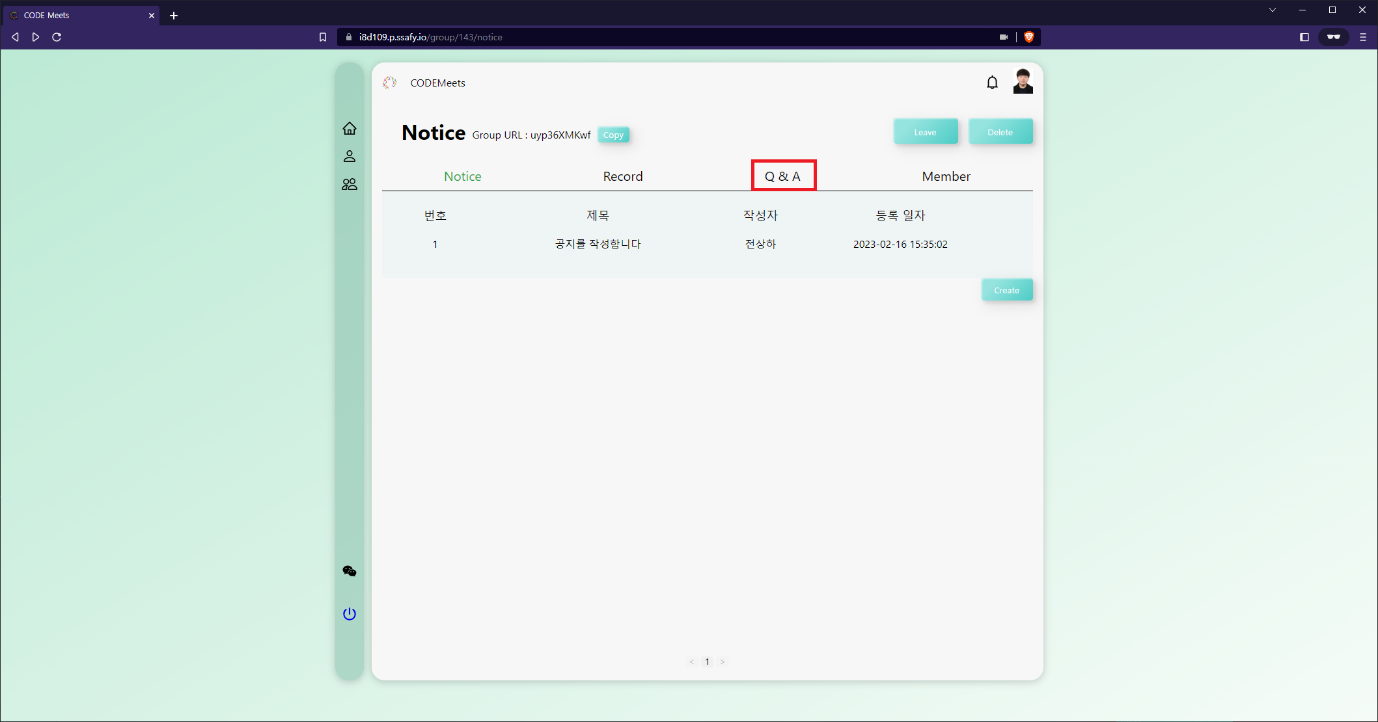 CODE Meets
i8d109.p.ssafy.io/group/143/notice
CODEMeets
Notice Group URL : uyp36XMKwf Copy Leave Delete
Notice Record Q & A Member
번호 제목 작성자 등록 일자
1 공지를 작성합니다 전상하 2023-02-16 15:35:02
Create
< 1 >